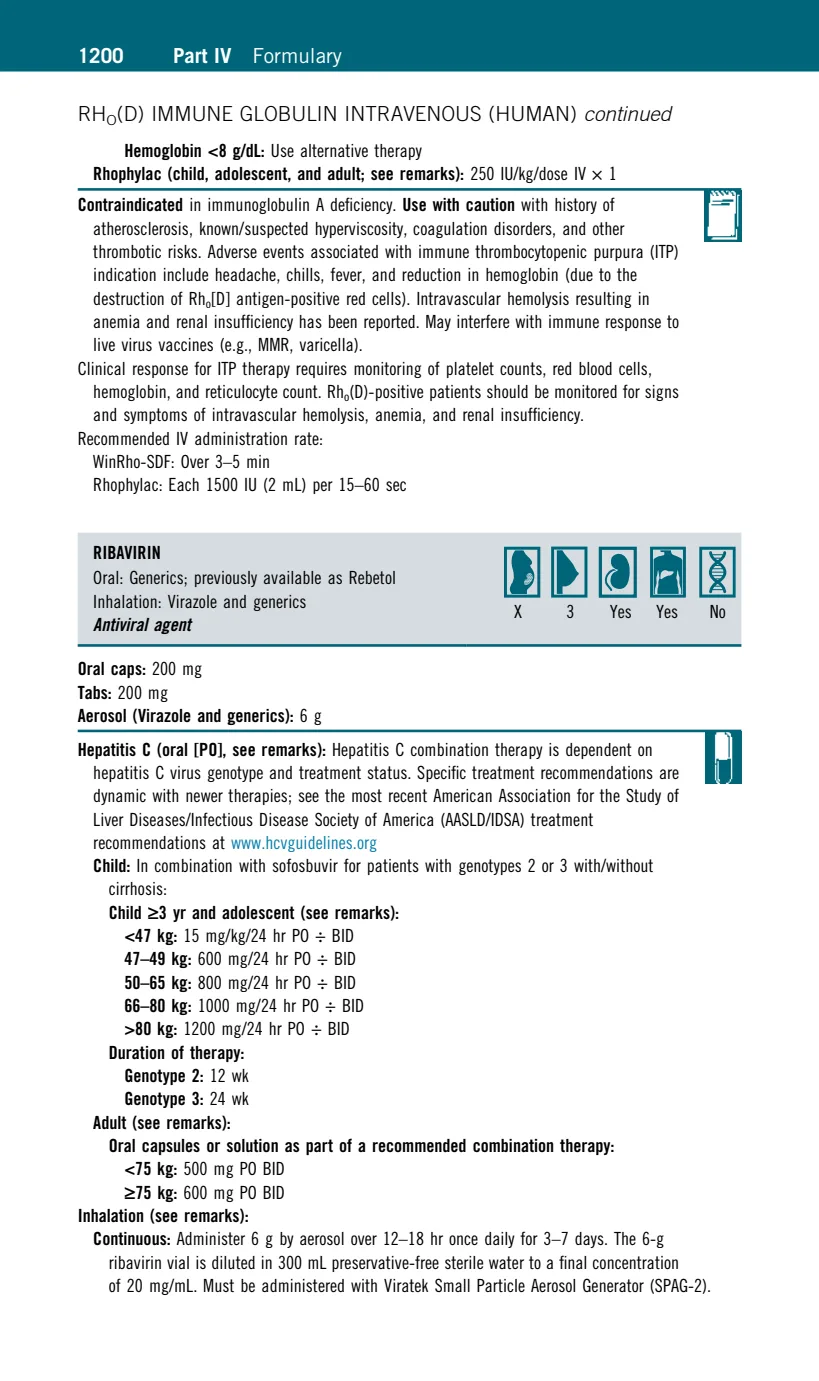 1200 Part IV Formulary
RHO(D) IMMUNE GLOBULIN INTRAVENOUS (HUMAN) continued
Hemoglobin <8 g/dL: Use alternative therapy
Rhophylac (child, adolescent, and adult; see remarks): 250 IU/kg/dose IV × 1
Contraindicated in immunoglobulin A deficiency. Use with caution with history of
atherosclerosis, known/suspected hyperviscosity, coagulation disorders, and other
thrombotic risks. Adverse events associated with immune thrombocytopenic purpura (ITP)
indication include headache, chills, fever, and reduction in hemoglobin (due to the
destruction of Rho[D] antigen-positive red cells). Intravascular hemolysis resulting in
anemia and renal insufficiency has been reported. May interfere with immune response to
live virus vaccines (e.g., MMR, varicella).
Clinical response for ITP therapy requires monitoring of platelet counts, red blood cells,
hemoglobin, and reticulocyte count. Rho(D)-positive patients should be monitored for signs
and symptoms of intravascular hemolysis, anemia, and renal insufficiency.
Recommended IV administration rate:
WinRho-SDF: Over 3–5 min
Rhophylac: Each 1500 IU (2 mL) per 15–60 sec
RIBAVIRIN
Oral: Generics; previously available as Rebetol
Inhalation: Virazole and generics
Antiviral agent
X 3 Yes Yes No
Oral caps: 200 mg
Tabs: 200 mg
Aerosol (Virazole and generics): 6 g
Hepatitis C (oral [PO], see remarks): Hepatitis C combination therapy is dependent on
hepatitis C virus genotype and treatment status. Specific treatment recommendations are
dynamic with newer therapies; see the most recent American Association for the Study of
Liver Diseases/Infectious Disease Society of America (AASLD/IDSA) treatment
recommendations at www.hcvguidelines.org
Child: In combination with sofosbuvir for patients with genotypes 2 or 3 with/without
cirrhosis:
Child ≥3 yr and adolescent (see remarks):
<47 kg: 15 mg/kg/24 hr PO ÷ BID
47–49 kg: 600 mg/24 hr PO ÷ BID
50–65 kg: 800 mg/24 hr PO ÷ BID
66–80 kg: 1000 mg/24 hr PO ÷ BID
>80 kg: 1200 mg/24 hr PO ÷ BID
Duration of therapy:
Genotype 2: 12 wk
Genotype 3: 24 wk
Adult (see remarks):
Oral capsules or solution as part of a recommended combination therapy:
<75 kg: 500 mg PO BID
≥75 kg: 600 mg PO BID
Inhalation (see remarks):
Continuous: Administer 6 g by aerosol over 12–18 hr once daily for 3–7 days. The 6-g
ribavirin vial is diluted in 300 mL preservative-free sterile water to a final concentration
of 20 mg/mL. Must be administered with Viratek Small Particle Aerosol Generator (SPAG-2).